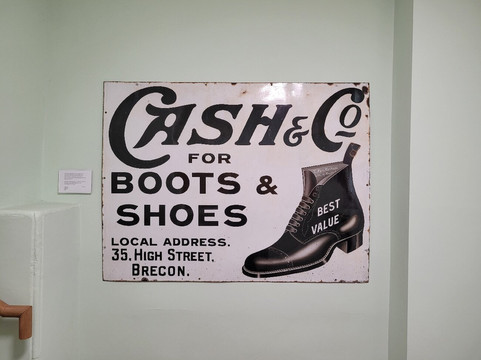 CASH & Co
FOR
BOOTS &
SHOES
LOCAL ADDRESS.
35, HIGH STREET,
BRECON.
BEST
VALUE